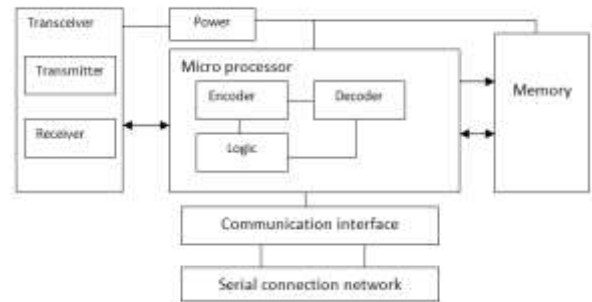 Transceiver
Power
Transmitter
Receiver
Micro processor
Encoder
Decoder
Logic
Memory
Communication interface
Serial connection network